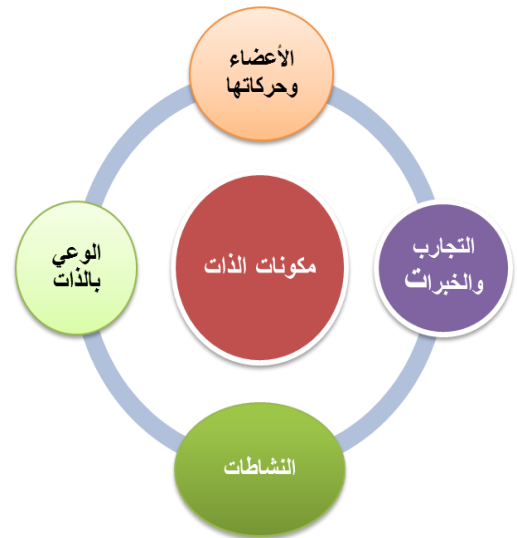 الأعضاء
وحركاتها
التجارب
والخبرات
مكونات الذات
الوعي
بالذات
النشاطات